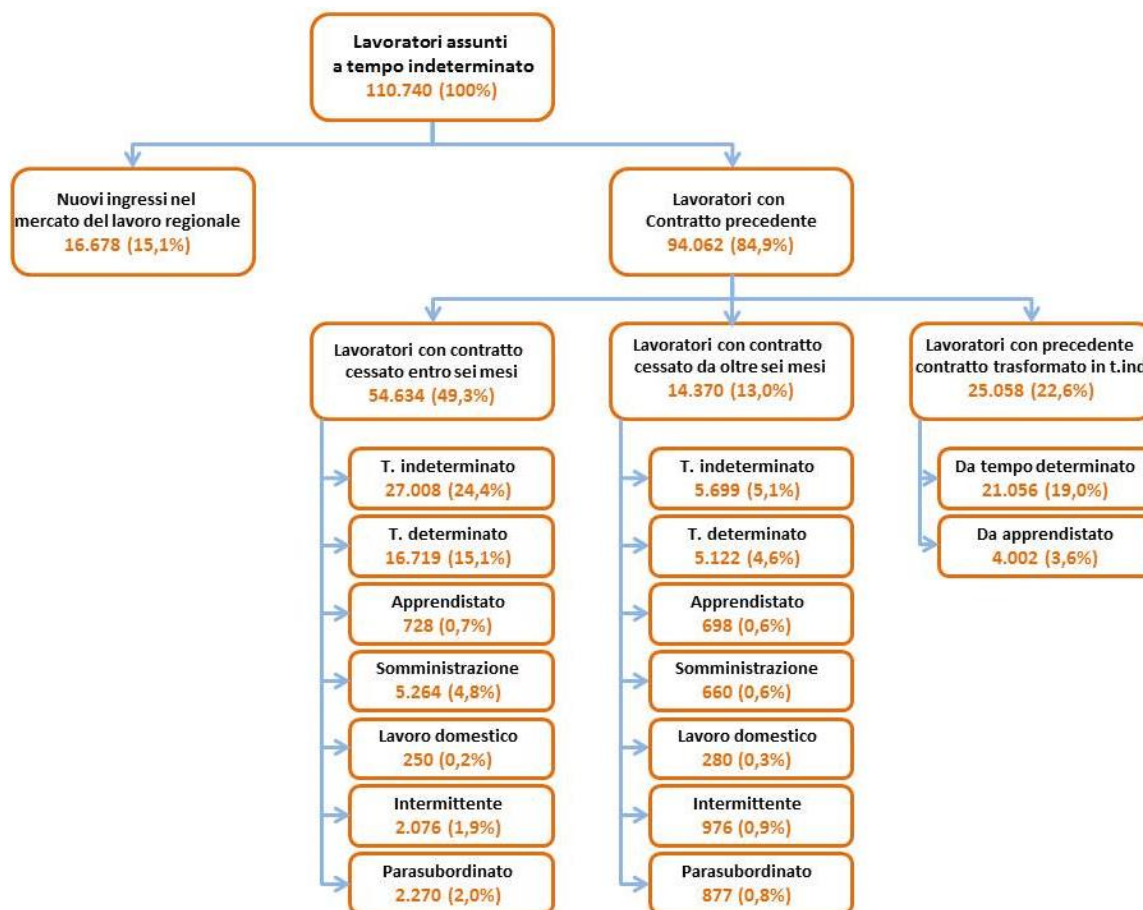 Lavoratori assunti
a tempo indeterminato
110.740 (100%)
Nuovi ingressi nel
mercato del lavoro regionale
16.678 (15,1%)
Lavoratori con
Contratto precedente
94.062 (84,9%)
Lavoratori con contratto
cessato entro sei mesi
54.634 (49,3%)
Lavoratori con contratto
cessato da oltre sei mesi
14.370 (13,0%)
Lavoratori con precedente
contratto trasformato in t.ind
25.058 (22,6%)
T. indeterminato
27.008 (24,4%)
T. determinato
16.719 (15,1%)
Apprendistato
728 (0,7%)
Somministrazione
5.264 (4,8%)
Lavoro domestico
250 (0,2%)
Intermittente
2.076 (1,9%)
Parasubordinato
2.270 (2,0%)
T. indeterminato
5.699 (5,1%)
T. determinato
5.122 (4,6%)
Apprendistato
698 (0,6%)
Somministrazione
660 (0,6%)
Lavoro domestico
280 (0,3%)
Intermittente
976 (0,9%)
Parasubordinato
877 (0,8%)
Da tempo determinato
21.056 (19,0%)
Da apprendistato
4.002 (3,6%)